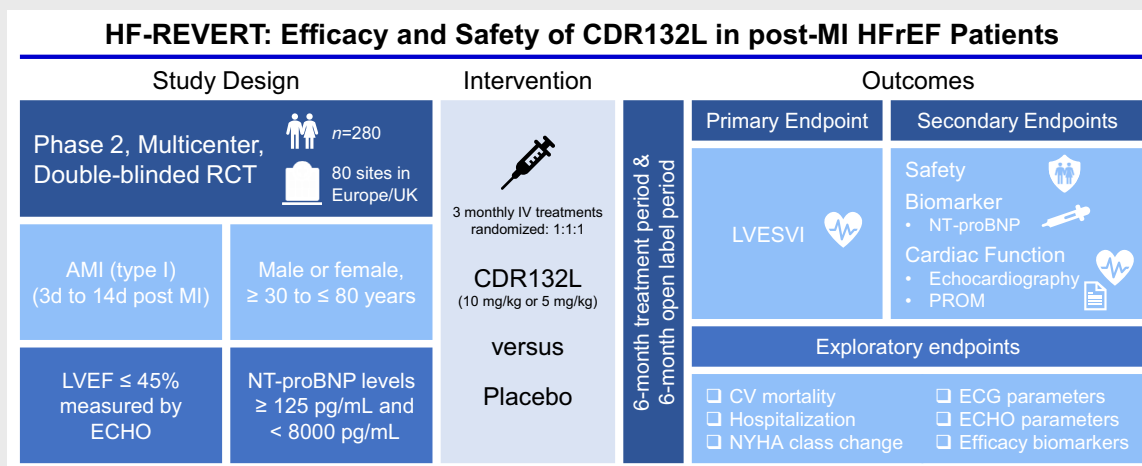 HF-REVERT: Efficacy and Safety of CDR132L in post-MI HFrEF Patients
Study Design
Phase 2, Multicenter,
Double-blinded RCT
n=280
80 sites in
Europe/UK
AMI (type I)
(3d to 14d post MI)
Male or female,
≥ 30 to ≤ 80 years
LVEF ≤ 45%
measured by
ECHO
NT-proBNP levels
≥ 125 pg/mL and
< 8000 pg/mL
Intervention
3 monthly IV treatments
randomized: 1:1:1
CDR132L
(10 mg/kg or 5 mg/kg)
versus
Placebo
6-month treatment period &
6-month open label period
Outcomes
Primary Endpoint
LVESVI
Secondary Endpoints
Safety
Biomarker
• NT-proBNP
Cardiac Function
• Echocardiography
• PROM
Exploratory endpoints
❑ CV mortality
❑ Hospitalization
❑ NYHA class change
❑ ECG parameters
❑ ECHO parameters
❑ Efficacy biomarkers